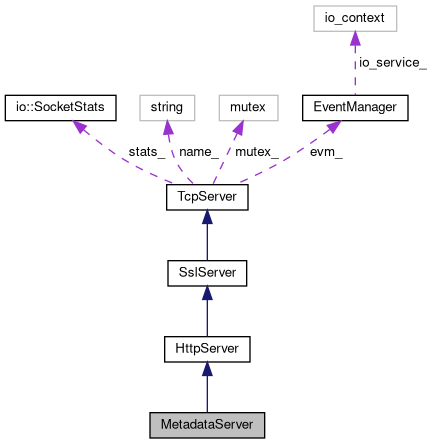 io_context
io_service_
io::SocketStats
string
mutex
EventManager
stats_
name_
mutex_
evm_
TcpServer
SslServer
HttpServer
MetadataServer